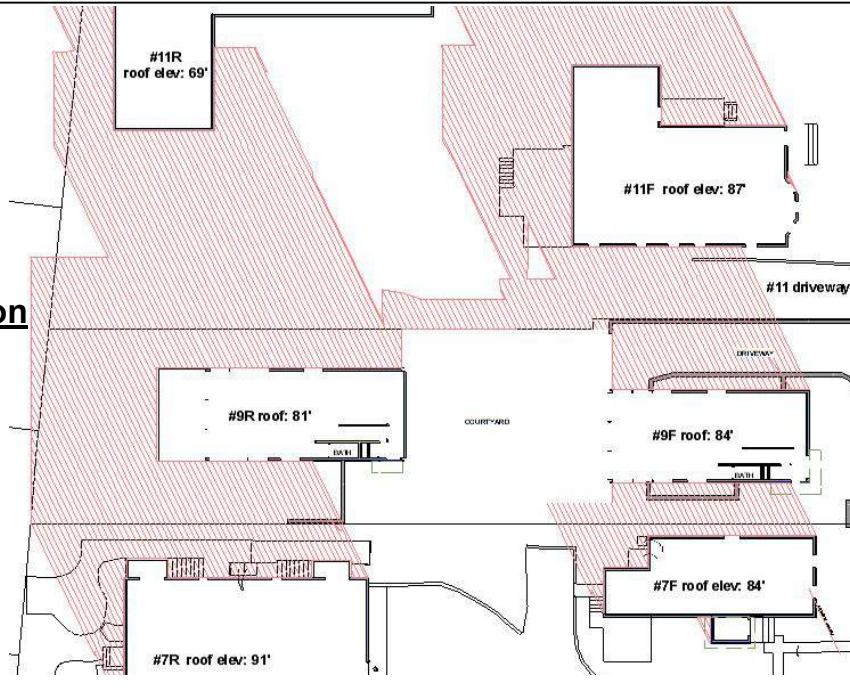 #11R
roof elev: 69'
#11F roof elev: 87'
#11 driveway
on
DRIVEWAY
#9R roof: 81'
BATH
COURTYARD
#9F roof: 84'
BATH
#7F roof elev: 84'
#7R roof elev: 91'